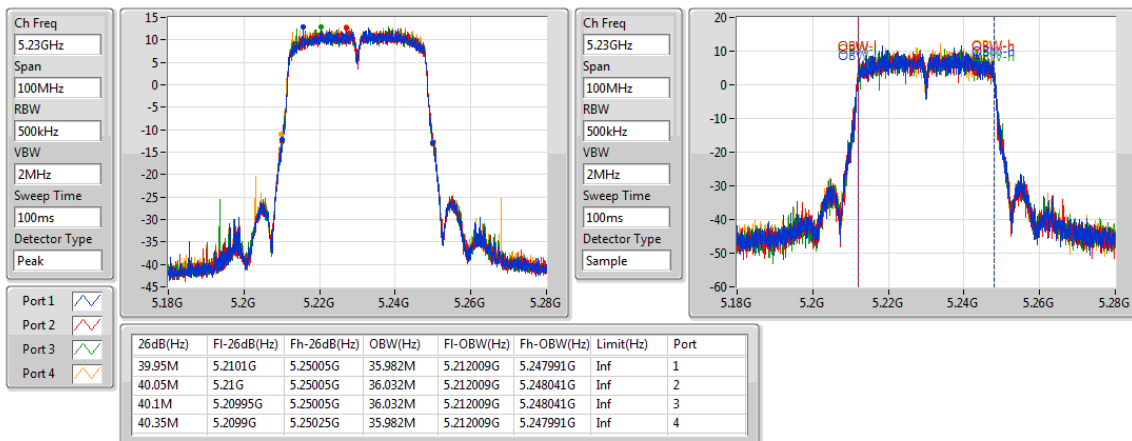 Ch Freq
5.23GHz
Span
100MHz
RBW
500kHz
VBW
2MHz
Sweep Time
100ms
Detector Type
Peak
15
10
5
0
-5
-10
-15
-20
-25
-30
-35
-40
-45
5.18G 5.2G 5.22G 5.24G 5.26G 5.28G
Ch Freq
5.23GHz
Span
100MHz
RBW
500kHz
VBW
2MHz
Sweep Time
100ms
Detector Type
Sample
20
10
0
-10
-20
-30
-40
-50
-60
OBW-l OBW-h
5.18G 5.2G 5.22G 5.24G 5.26G 5.28G
Port 1
Port 2
Port 3
Port 4
26dB(Hz) Fl-26dB(Hz) Fh-26dB(Hz) OBW(Hz) Fl-OBW(Hz) Fh-OBW(Hz) Limit(Hz) Port
39.95M 5.2101G 5.25005G 35.982M 5.212009G 5.247991G Inf 1
40.05M 5.21G 5.25005G 36.032M 5.212009G 5.248041G Inf 2
40.1M 5.20995G 5.25005G 36.032M 5.212009G 5.248041G Inf 3
40.35M 5.2099G 5.25025G 35.982M 5.212009G 5.247991G Inf 4